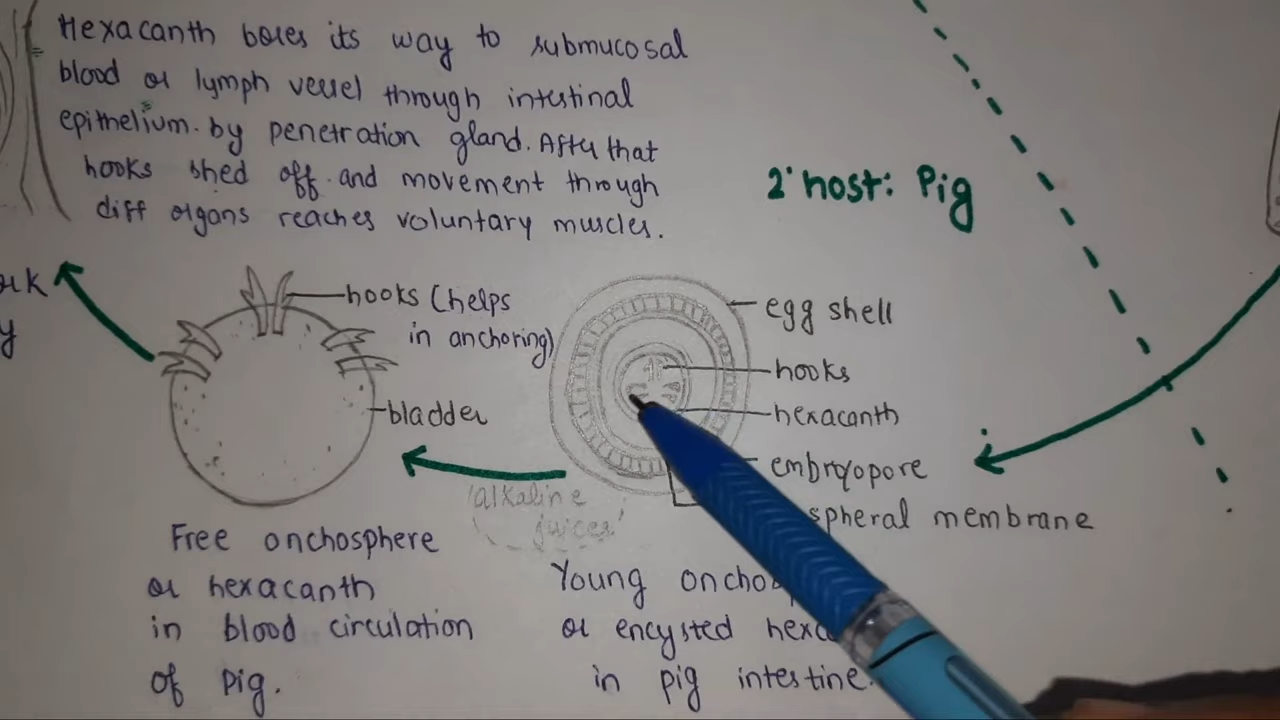 Hexacanth bores its way to submucosal
blood or lymph vessel through intestinal
epithelium. by penetration gland. After that
hooks shed off and movement through
diff organs reaches voluntary muscles.
2° host: Pig
hooks (helps
in anchoring)
bladder
egg shell
hooks
hexacanth
embryopore
spheral membrane
alkaline
juices
Free onchosphere
or hexacanth
in blood circulation
of pig.
Young
or encysted
in pig intestine.